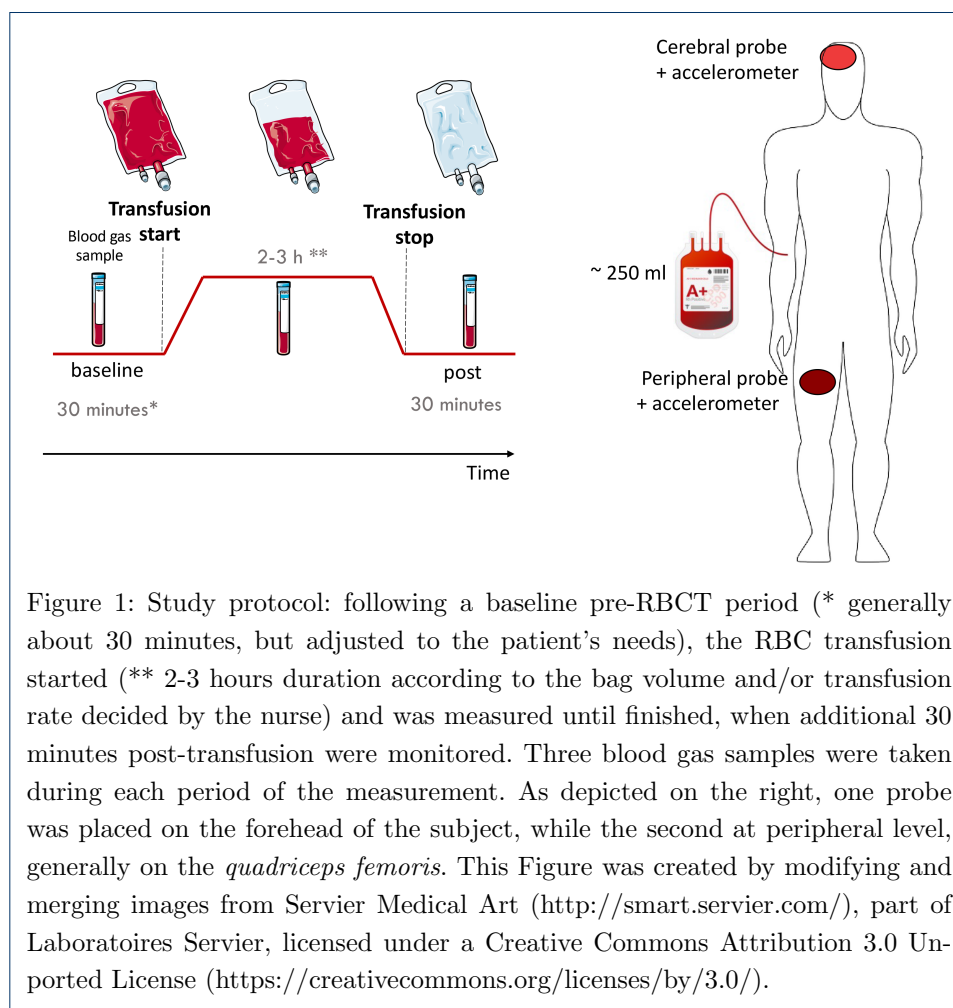 Cerebral probe
+ accelerometer
Transfusion
start
Transfusion
stop
Blood gas
sample
2-3 h **
~ 250 ml
A+
baseline
post
30 minutes*
30 minutes
Peripheral probe
+ accelerometer
Time
Figure 1: Study protocol: following a baseline pre-RBCT period (* generally
about 30 minutes, but adjusted to the patient's needs), the RBC transfusion
started (** 2-3 hours duration according to the bag volume and/or transfusion
rate decided by the nurse) and was measured until finished, when additional 30
minutes post-transfusion were monitored. Three blood gas samples were taken
during each period of the measurement. As depicted on the right, one probe
was placed on the forehead of the subject, while the second at peripheral level,
generally on the quadriceps femoris. This Figure was created by modifying and
merging images from Servier Medical Art (http://smart.servier.com/), part of
Laboratoires Servier, licensed under a Creative Commons Attribution 3.0 Un-
ported License (https://creativecommons.org/licenses/by/3.0/).